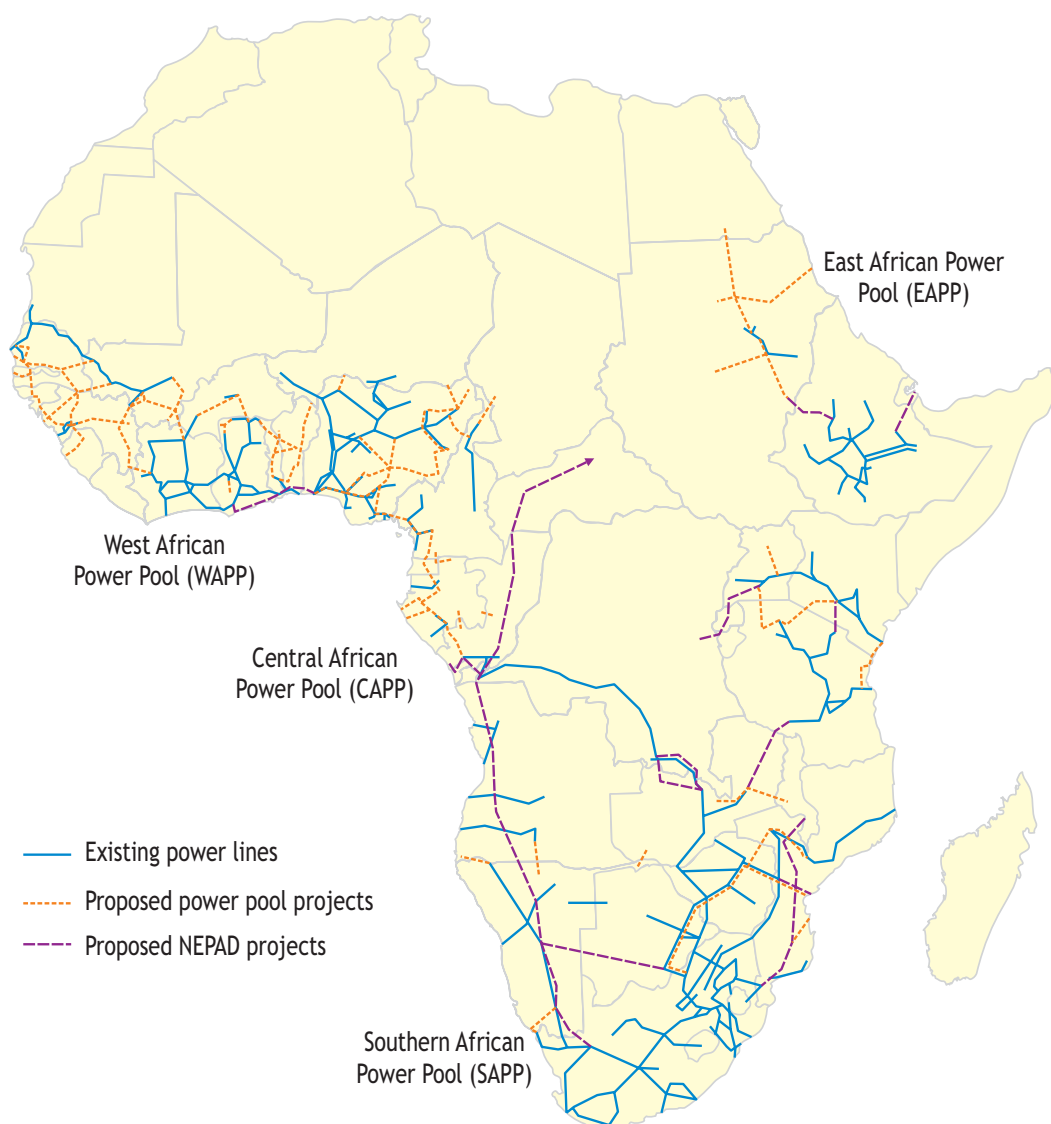 East African Power
Pool (EAPP)
West African
Power Pool (WAPP)
Central African
Power Pool (CAPP)
Existing power lines
Proposed power pool projects
Proposed NEPAD projects
Southern African
Power Pool (SAPP)